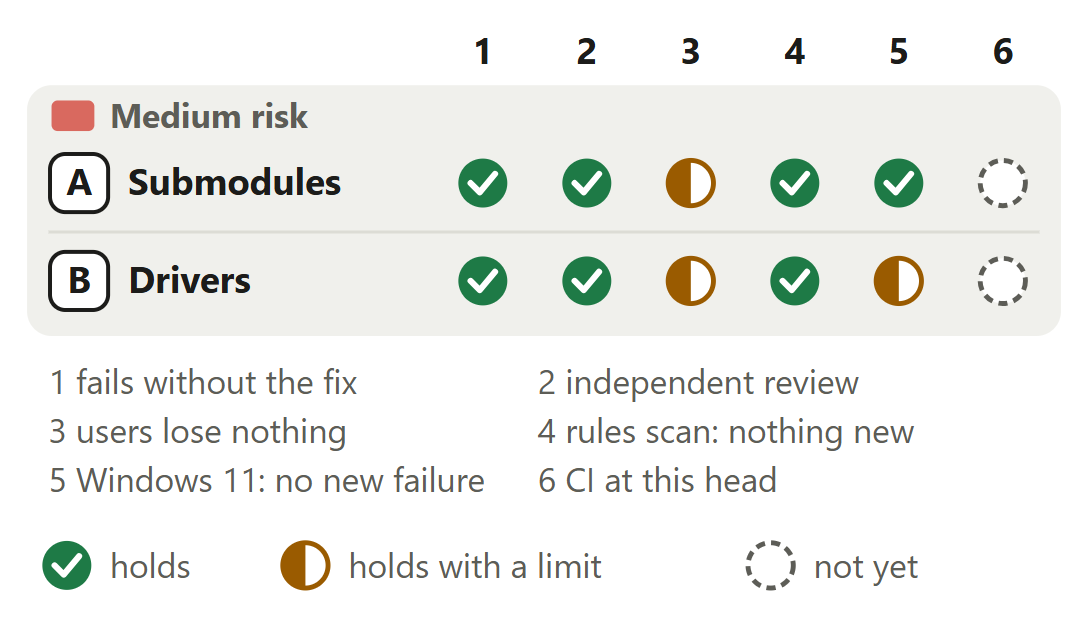 1 2 3 4 5 6
Medium risk
A Submodules
B Drivers
1 fails without the fix
2 independent review
3 users lose nothing
4 rules scan: nothing new
5 Windows 11: no new failure
6 CI at this head
holds
holds with a limit
not yet